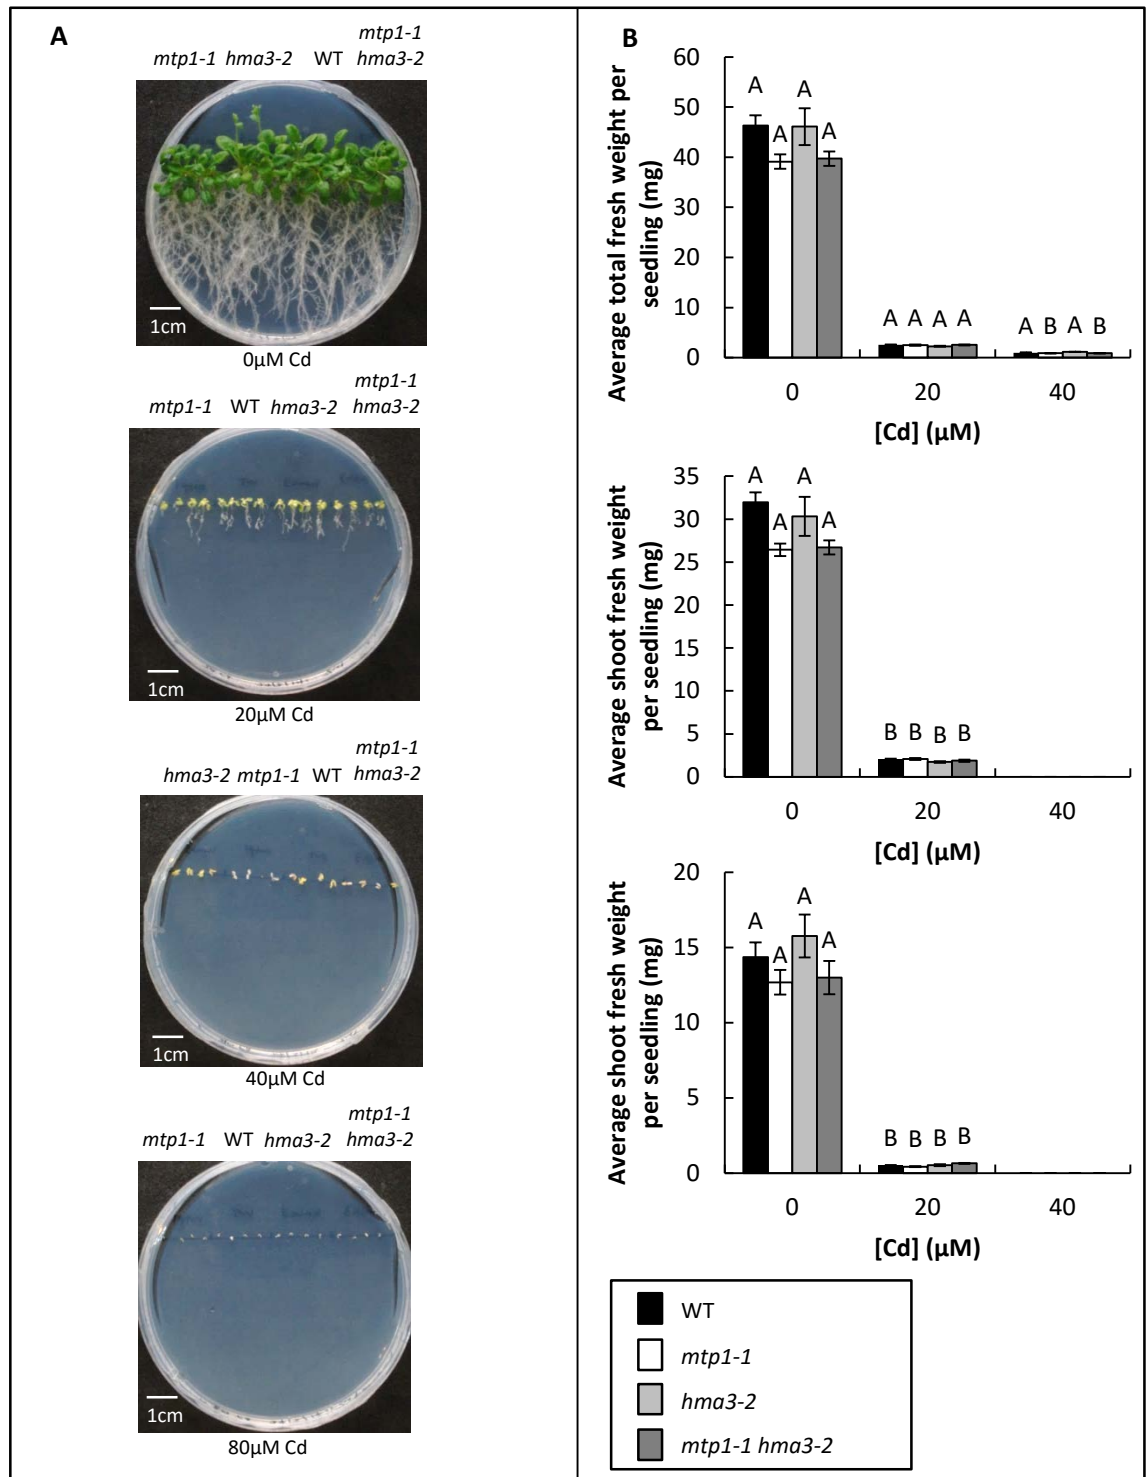 A
mtp1-1 hma3-2 WT mtp1-1
hma3-2
1cm
0µM Cd
mtp1-1 WT hma3-2 mtp1-1
hma3-2
1cm
20µM Cd
hma3-2 mtp1-1 WT mtp1-1
hma3-2
1cm
40µM Cd
mtp1-1 WT hma3-2 mtp1-1
hma3-2
1cm
80µM Cd
B
Average total fresh weight per
seedling (mg)
60
50
40
30
20
10
0
A A A A
A A A A
A B A B
0 20 40
[Cd] (µM)
Average shoot fresh weight
per seedling (mg)
35
30
25
20
15
10
5
0
A A A A
B B B B
0 20 40
[Cd] (µM)
Average shoot fresh weight
per seedling (mg)
20
15
10
5
0
A A A A
B B B B
0 20 40
[Cd] (µM)
WT
mtp1-1
hma3-2
mtp1-1 hma3-2